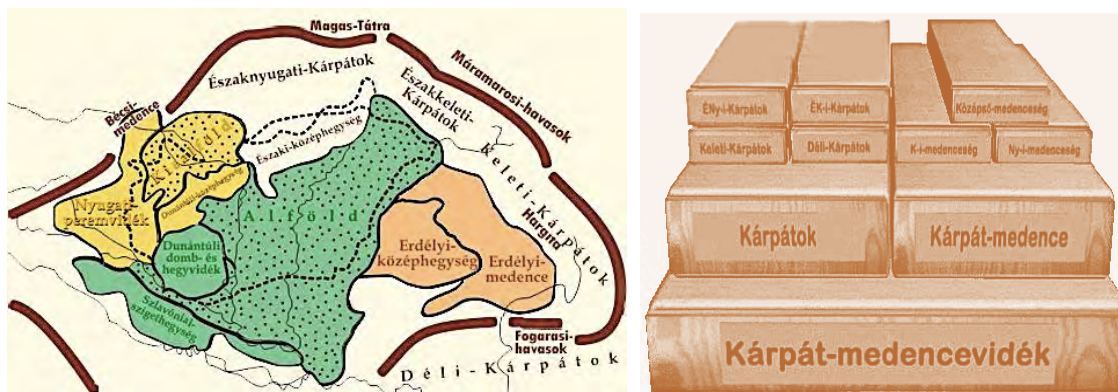 Magas-Tátra
Északnyugati-Kárpátok
Máramarosi-havasok
Északkeleti-
Kárpátok
Bécsi-
medence
Kisalföld
Északi-középhegység
Keleti-Kárpátok
Hargita
Nyugati-
peremvidék
Dunántúli-középhegység
Alföld
Dunántúli
domb- és
hegyvidék
Erdélyi-
középhegység
Erdélyi-
medence
Szlavóniai-
szigethegység
Fogarasi-
havasok
Déli-Kárpátok
ÉNy-i-Kárpátok
ÉK-i-Kárpátok
Középső-medenceség
Keleti-Kárpátok
Déli-Kárpátok
K-i-medenceség
Ny-i-medenceség
Kárpátok
Kárpát-medence
Kárpát-medencevidék